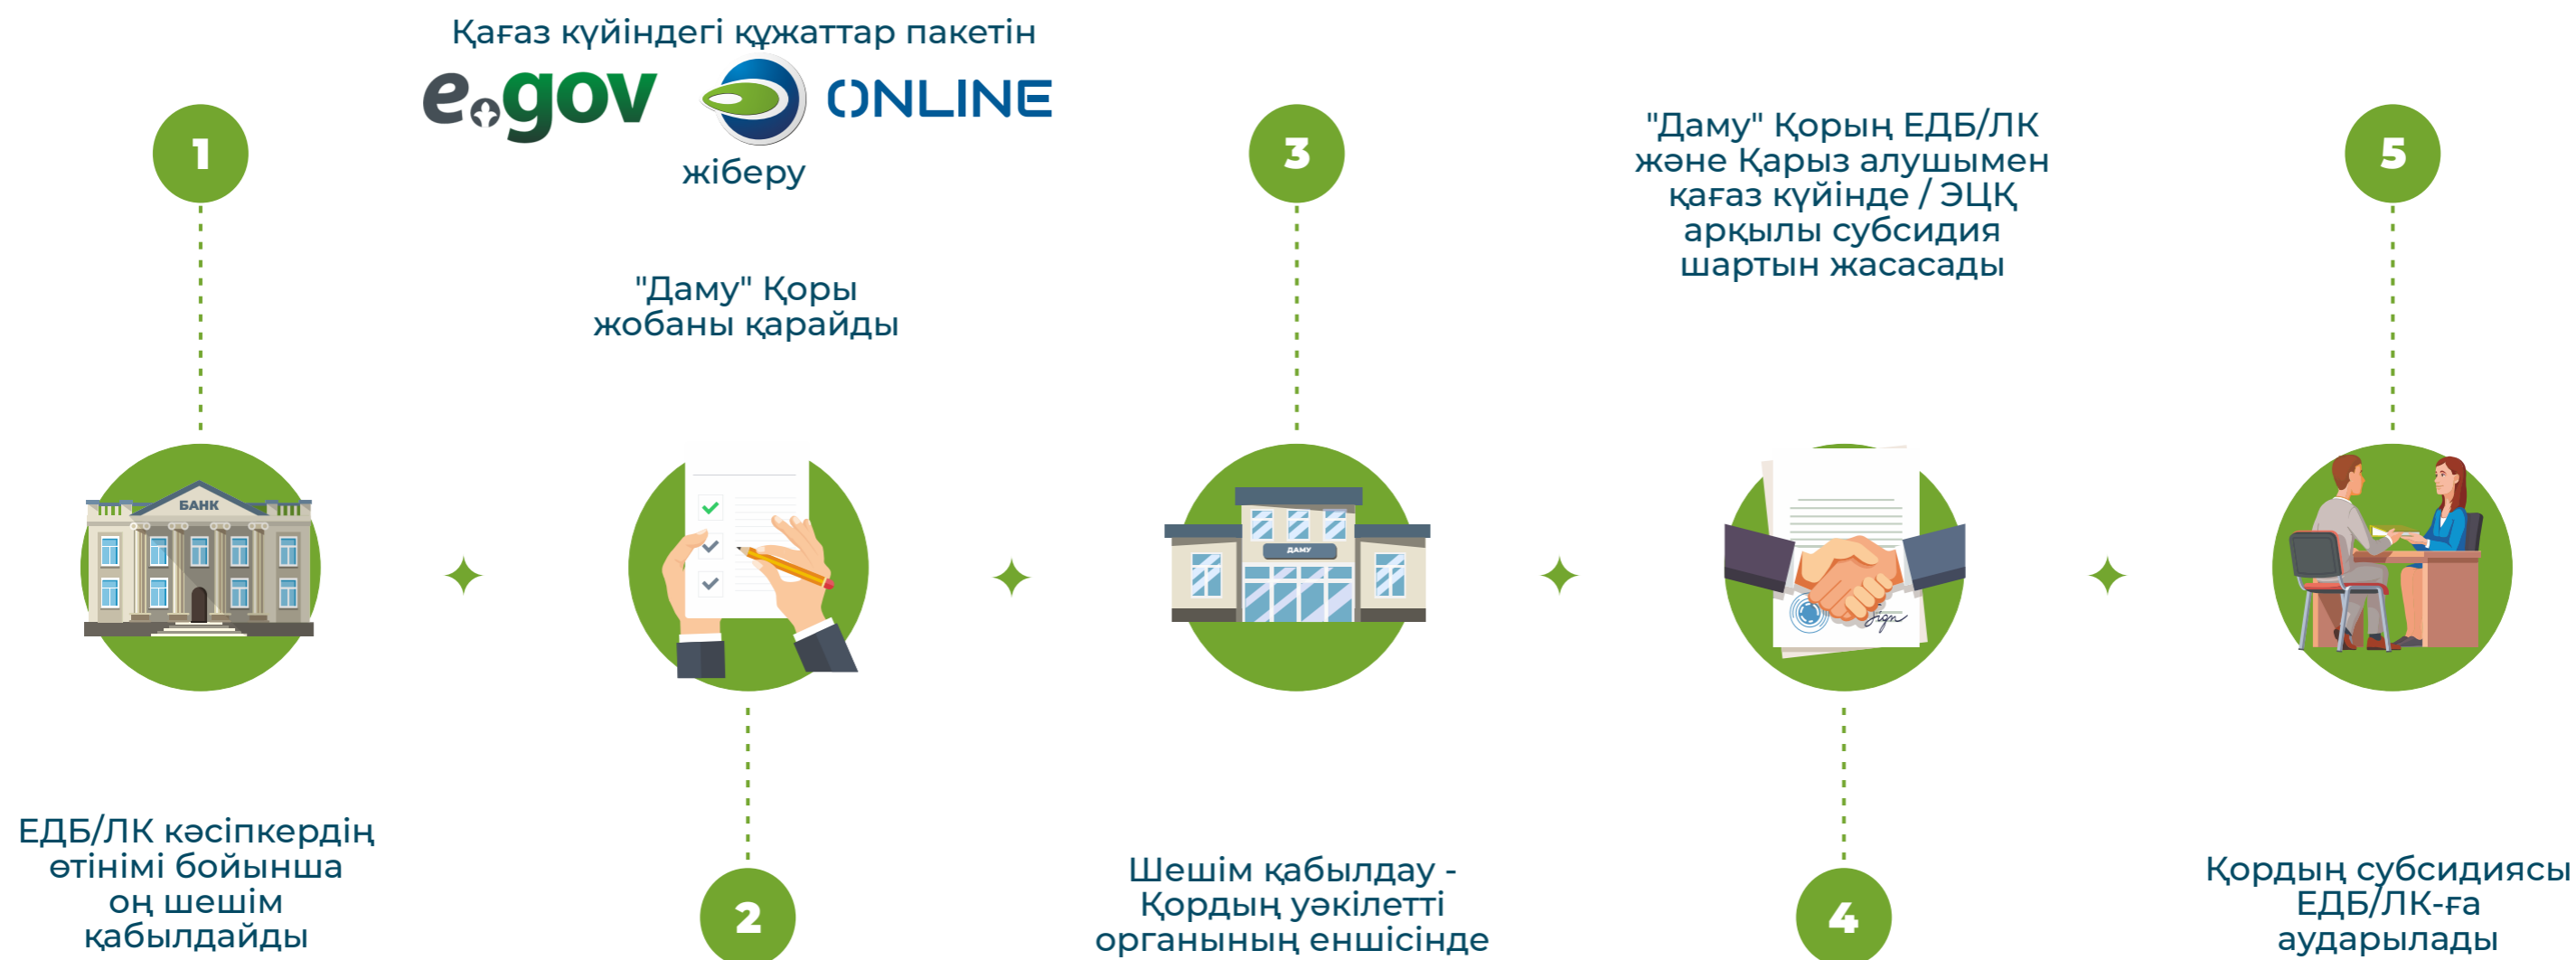 1
ЕДБ/ЛК кәсіпкердің
өтінімі бойынша
оң шешім
қабылдайды
БАНК
Қағаз күйіндегі құжаттар пакетін
e.gov ONLINE
жіберу
"Даму" Қоры
жобаны қарайды
2
3
ДАМУ
Шешім қабылдау -
Қордың уәкілетті
органының еншісінде
"Даму" Қорың ЕДБ/ЛК
және Қарыз алушымен
қағаз күйінде / ЭЦҚ
арқылы субсидия
шартын жасасады
Sign
4
5
Қордың субсидиясы
ЕДБ/ЛК-ға
аударылады